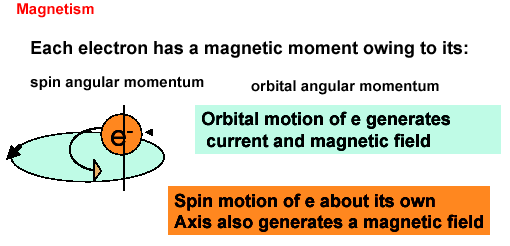 Magnetism
Each electron has a magnetic moment owing to its:
spin angular momentum
orbital angular momentum
Orbital motion of e generates
current and magnetic field
e-
Spin motion of e about its own
Axis also generates a magnetic field